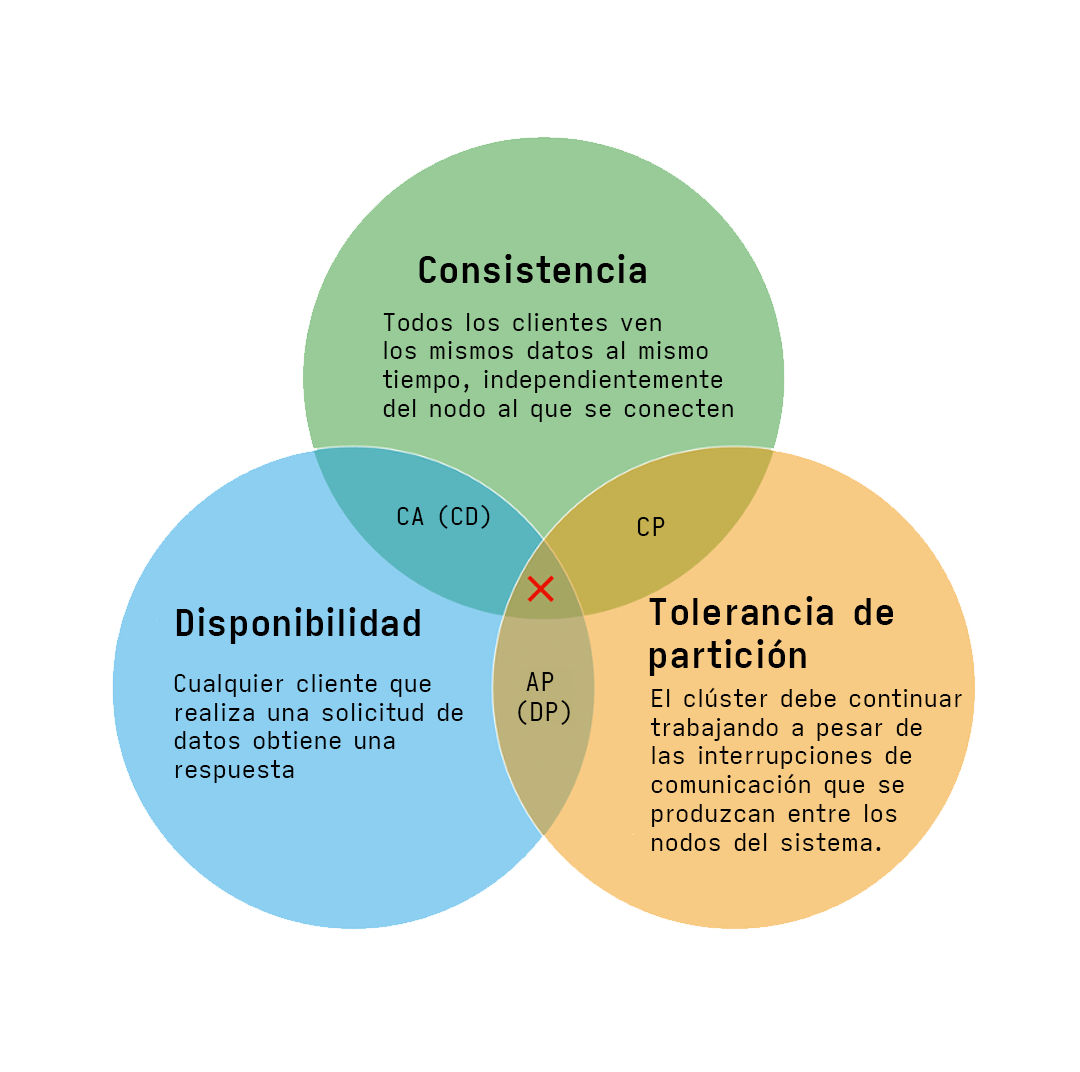 Consistencia
Todos los clientes ven
los mismos datos al mismo
tiempo, independientemente
del nodo al que se conecten
CA (CD)
CP
Disponibilidad
Cualquier cliente que
realiza una solicitud de
datos obtiene una
respuesta
AP
(DP)
Tolerancia de
partición
El clúster debe continuar
trabajando a pesar de
las interrupciones de
comunicación que se
produzcan entre los
nodos del sistema.